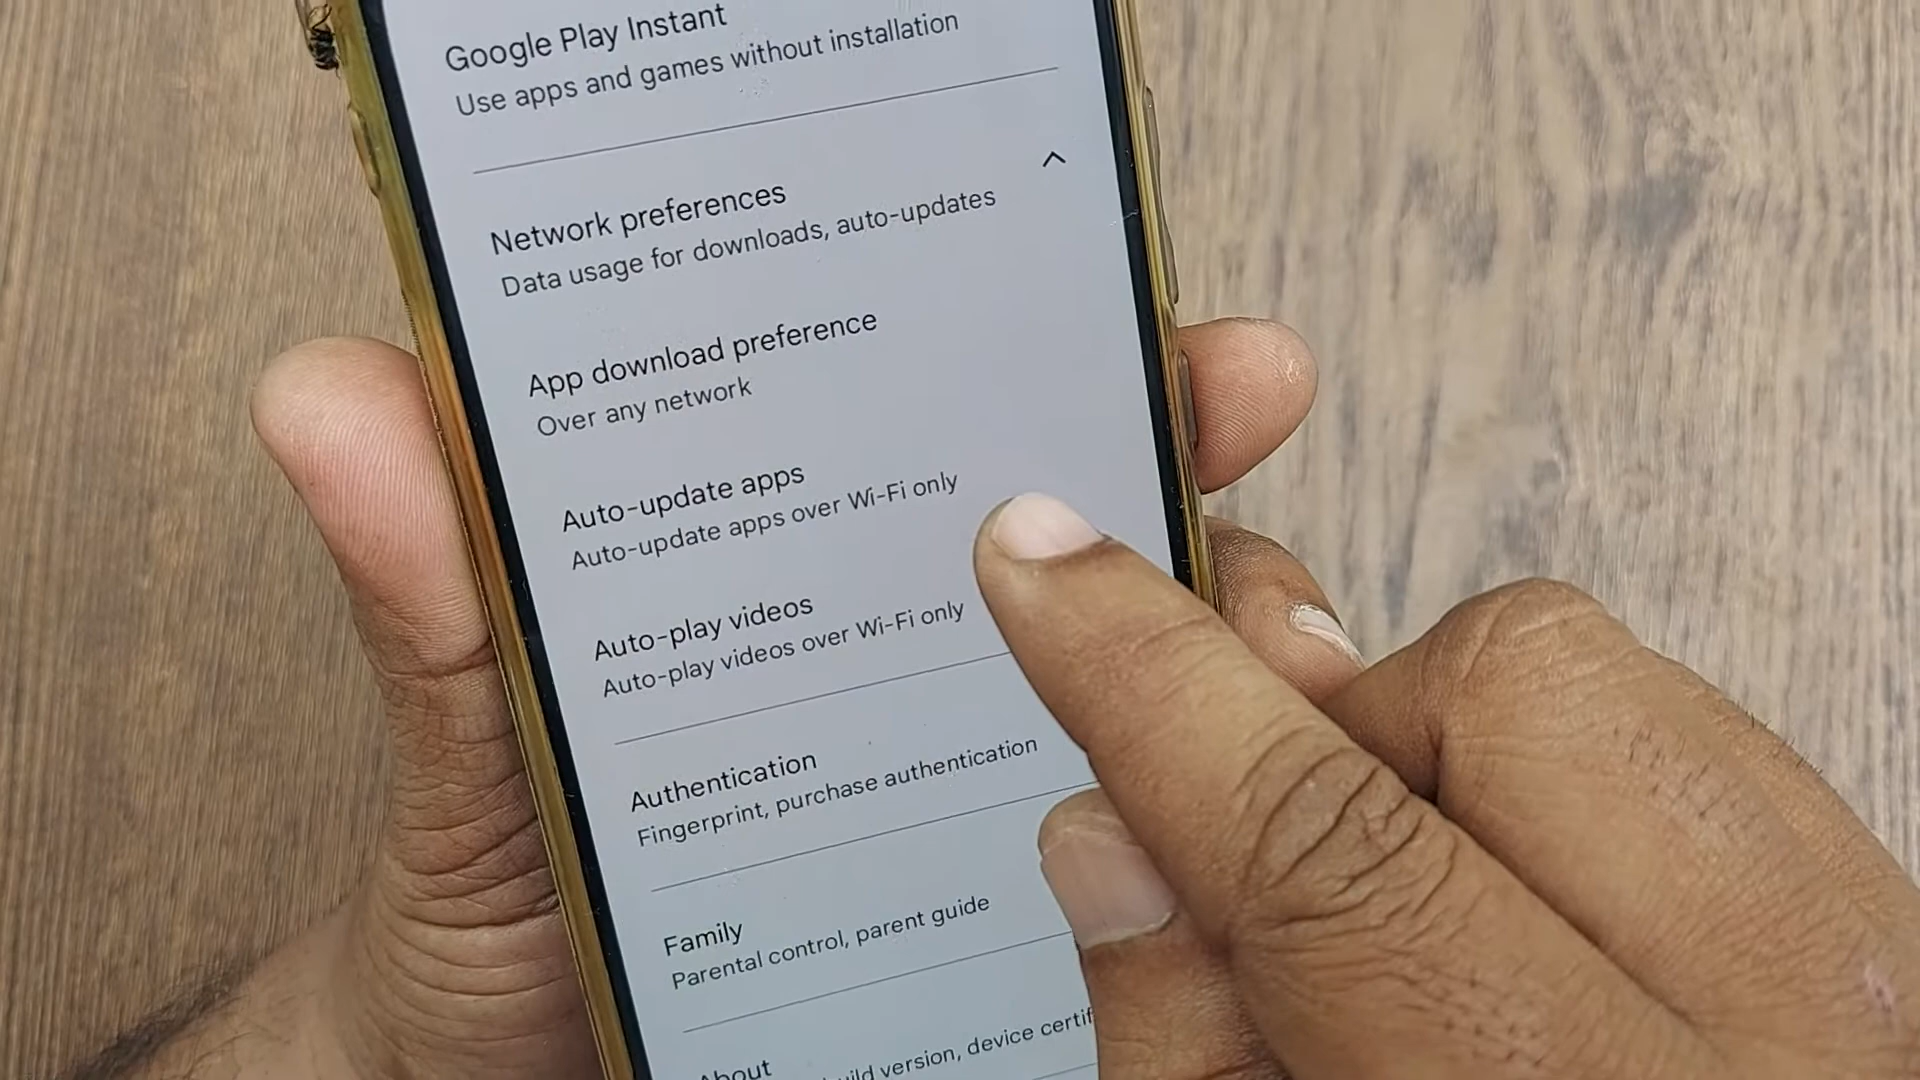 Google Play Instant
Use apps and games without installation
Network preferences
Data usage for downloads, auto-updates
App download preference
Over any network
Auto-update apps
Auto-update apps over Wi-Fi only
Auto-play videos
Auto-play videos over Wi-Fi only
Authentication
Fingerprint, purchase authentication
Family
Parental control, parent guide
About
version, device